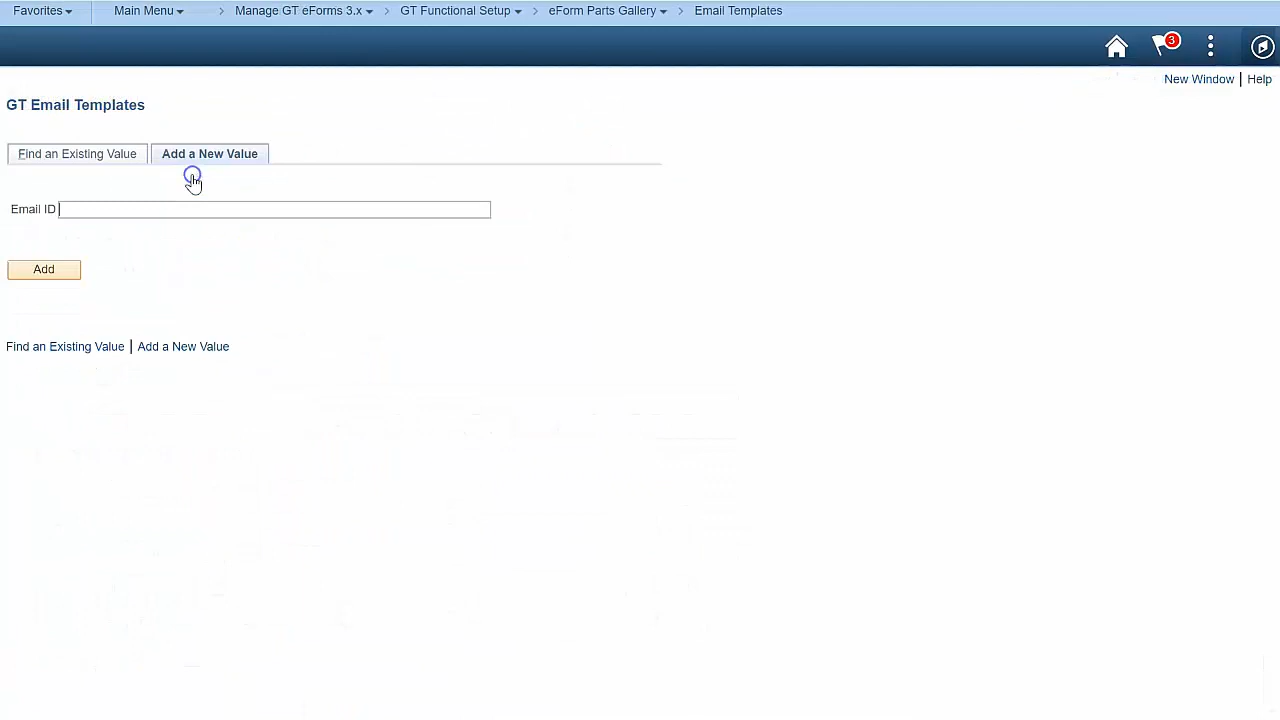 Favorites Main Menu > Manage GT eForms 3.x > GT Functional Setup > eForm Parts Gallery > Email Templates
3
New Window | Help
GT Email Templates
Find an Existing Value Add a New Value
Email ID
Add
Find an Existing Value | Add a New Value